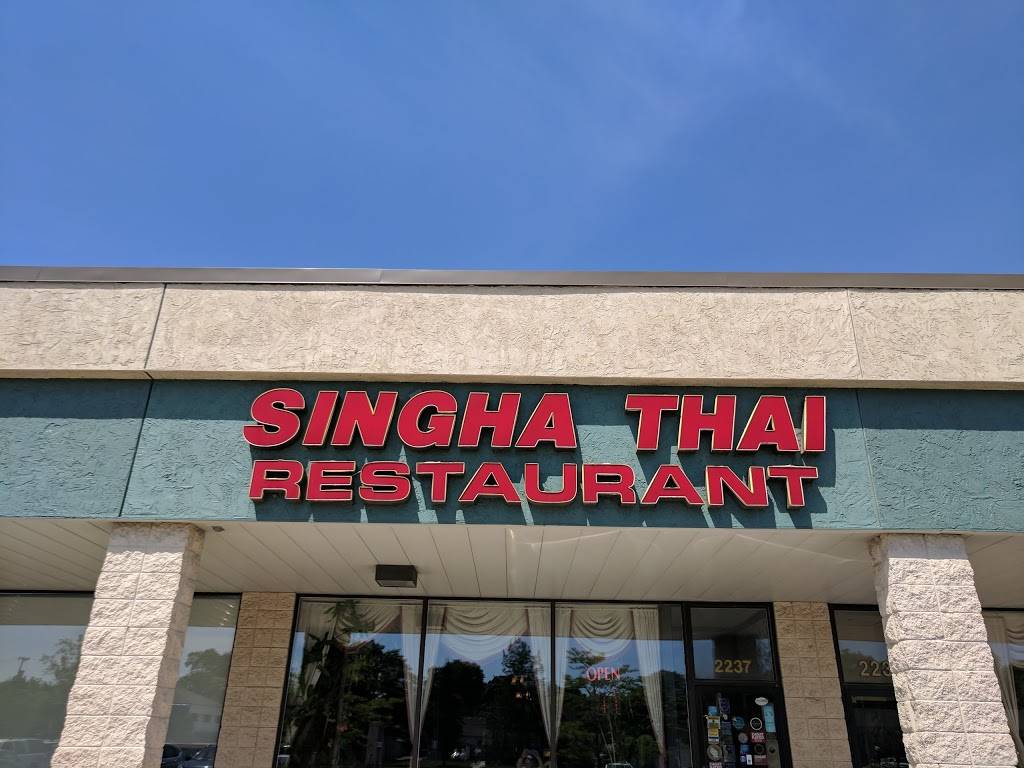 SINGHA THAI
RESTAURANT
OPEN
2237